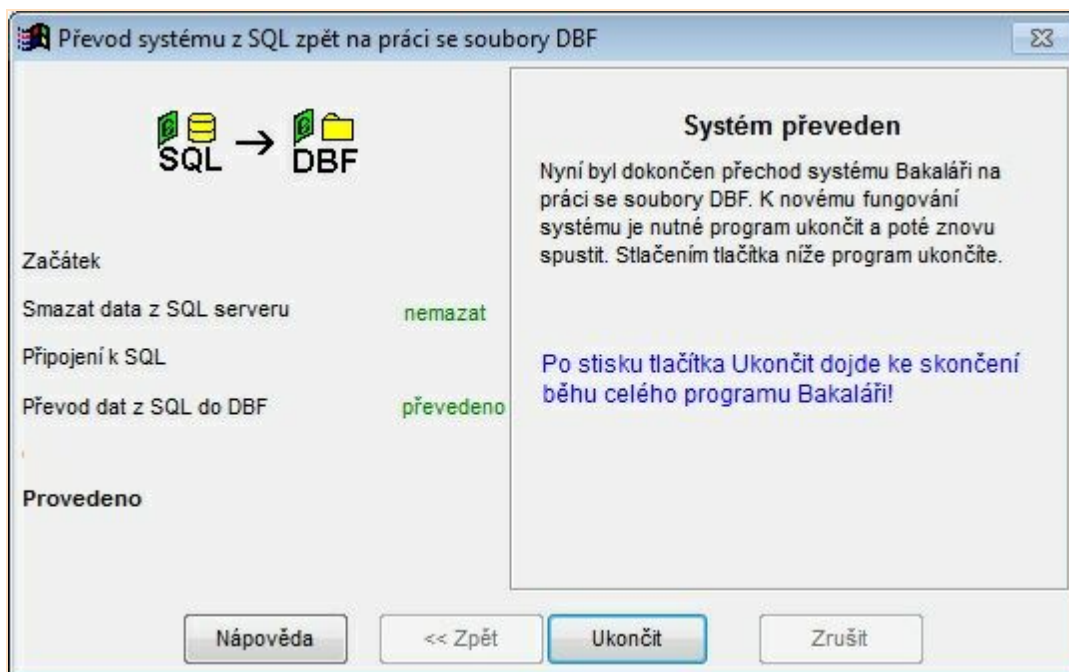 Převod systému z SQL zpět na práci se soubory DBF
SQL → DBF
Začátek
Smazat data z SQL serveru nemazat
Připojení k SQL
Převod dat z SQL do DBF převedeno
Provedeno
Systém převeden
Nyní byl dokončen přechod systému Bakaláři na
práci se soubory DBF. K novému fungování
systému je nutné program ukončit a poté znovu
spustit. Stlačením tlačítka níže program ukončíte.
Po stisku tlačítka Ukončit dojde ke skončení
běhu celého programu Bakaláři!
Nápověda << Zpět Ukončit Zrušit